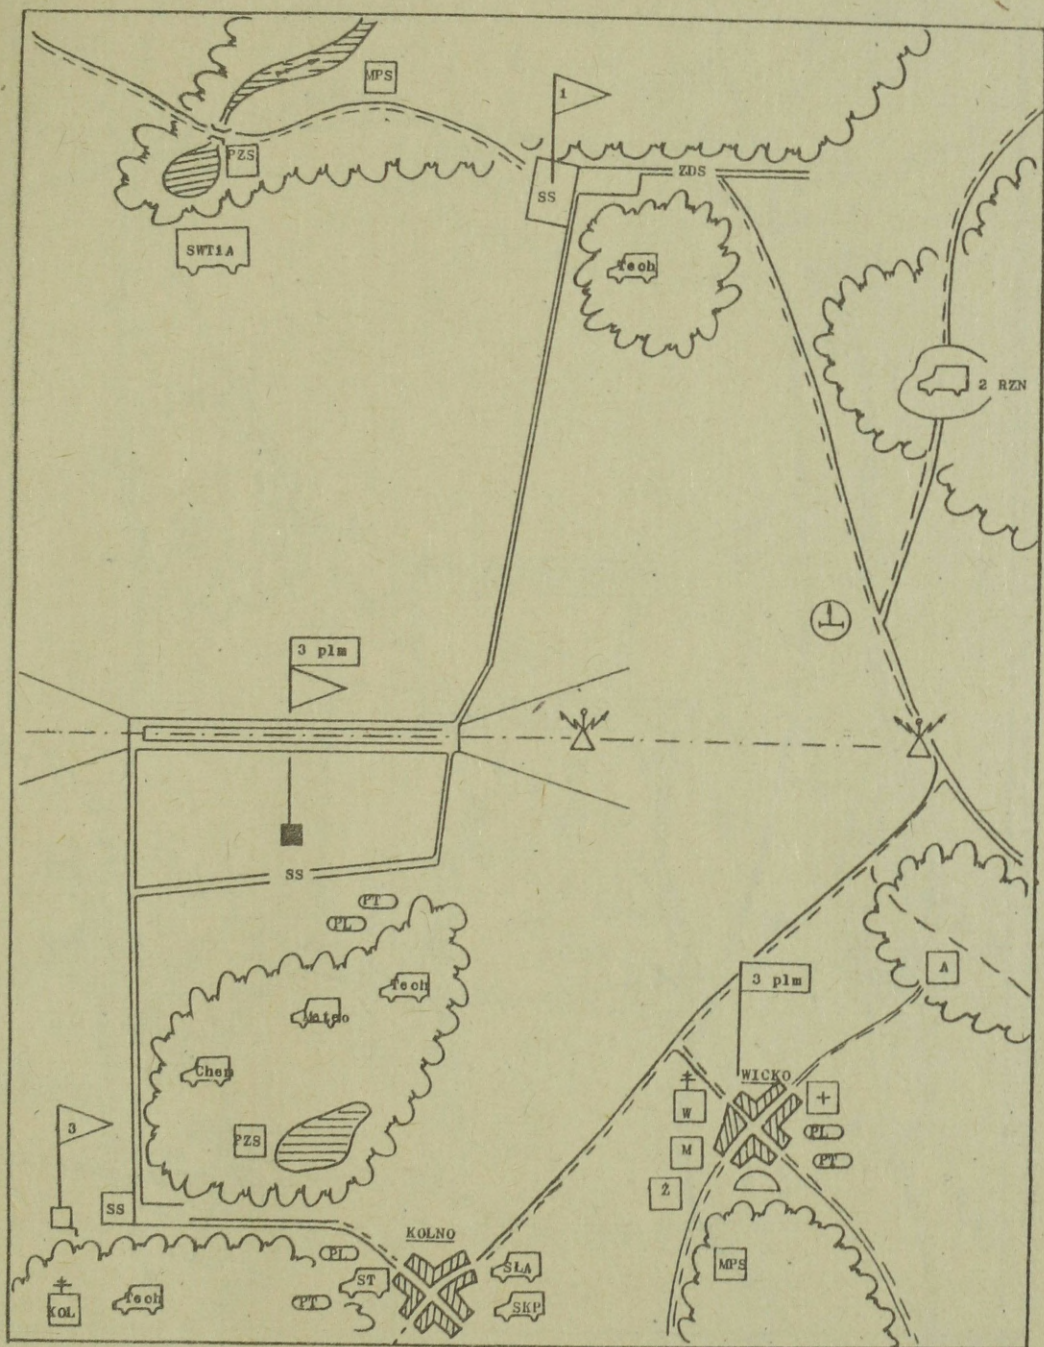 MPS
1
PZS
ZDS
SS
SWT1A
Tech
2 RZN
3 plm
SS
PT
PL
Tech
A
3 plm
Chem
WICKO
3
W
PL
PZS
M
PT
Ż
SS
KOLNO
PL
ST
SŁA
MPS
KOL
Tech
PT
SKP